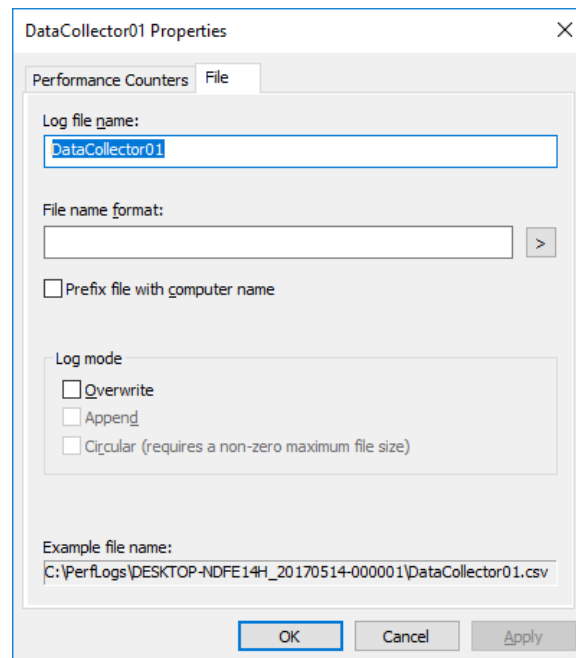 DataCollector01 Properties
Performance Counters File
Log file name:
DataCollector01
File name format:
>
Prefix file with computer name
Log mode
Overwrite
Append
Circular (requires a non-zero maximum file size)
Example file name:
C:\PerfLogs\DESKTOP-NDFE14H_20170514-000001\DataCollector01.csv
OK Cancel Apply